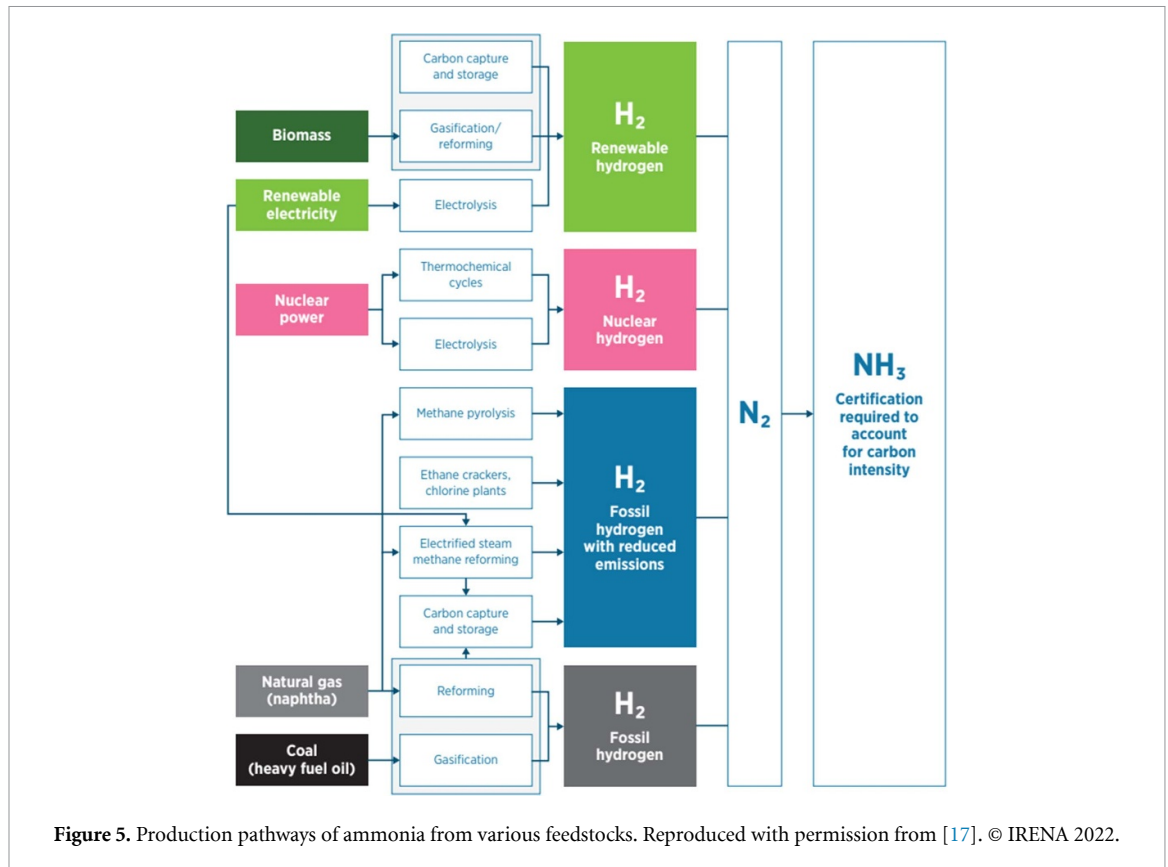 Carbon capture
and storage
Biomass
Gasification/
reforming
H₂
Renewable
hydrogen
Renewable
electricity
Electrolysis
Thermochemical
cycles
Nuclear
power
Electrolysis
H₂
Nuclear
hydrogen
Methane pyrolysis
Ethane crackers,
chlorine plants
Electrified steam
methane reforming
Carbon capture
and storage
H₂
Fossil
hydrogen
with reduced
emissions
Natural gas
(naphtha)
Reforming
Coal
(heavy fuel oil)
Gasification
H₂
Fossil
hydrogen
N₂
NH₃
Certification
required to
account
for carbon
intensity
Figure 5. Production pathways of ammonia from various feedstocks. Reproduced with permission from [17]. © IRENA 2022.